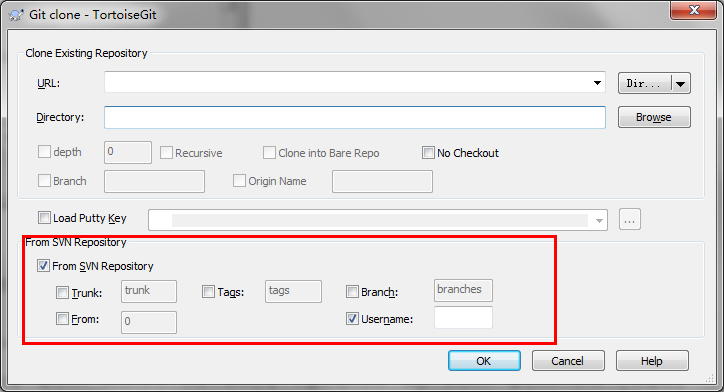 Git clone - TortoiseGit
Clone Existing Repository
URL:
Dir...
Directory:
Browse
depth 0 Recursive Clone into Bare Repo No Checkout
Branch Origin Name
Load Putty Key ...
From SVN Repository
From SVN Repository
Trunk: trunk Tags: tags Branch: branches
From: 0 Username:
OK Cancel Help